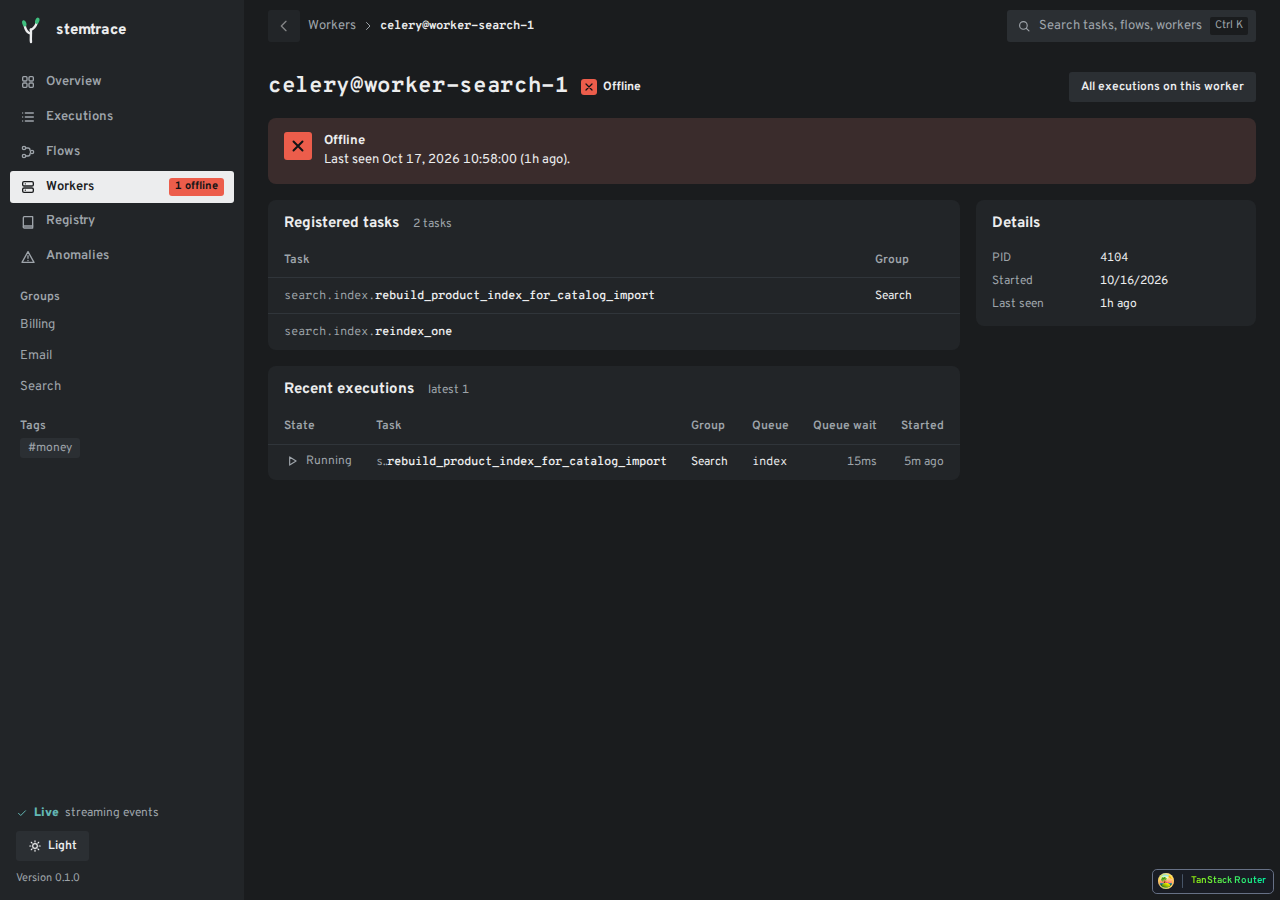 stemtrace
Overview
Executions
Flows
Workers 1 offline
Registry
Anomalies
Groups
Billing
Email
Search
Tags
#money
Live streaming events
Light
Version 0.1.0
Workers celery@worker-search-1
Search tasks, flows, workers Ctrl K
celery@worker-search-1 Offline
All executions on this worker
Offline
Last seen Oct 17, 2026 10:58:00 (1h ago).
Registered tasks 2 tasks
Task Group
search.index.rebuild_product_index_for_catalog_import Search
search.index.reindex_one
Recent executions latest 1
State Task Group Queue Queue wait Started
Running s…rebuild_product_index_for_catalog_import Search index 15ms 5m ago
Details
PID 4104
Started 10/16/2026
Last seen 1h ago
TanStack Router